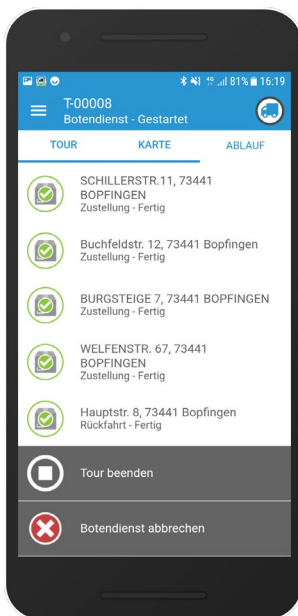 81% 16:19
T-00008
Botendienst - Gestartet
TOUR KARTE ABLAUF
SCHILLERSTR.11, 73441
BOPFINGEN
Zustellung - Fertig
Buchfeldstr. 12, 73441 Bopfingen
Zustellung - Fertig
BURGSTEIGE 7, 73441 BOPFINGEN
Zustellung - Fertig
WELFENSTR. 67, 73441
BOPFINGEN
Zustellung - Fertig
Hauptstr. 8, 73441 Bopfingen
Rückfahrt - Fertig
Tour beenden
Botendienst abbrechen